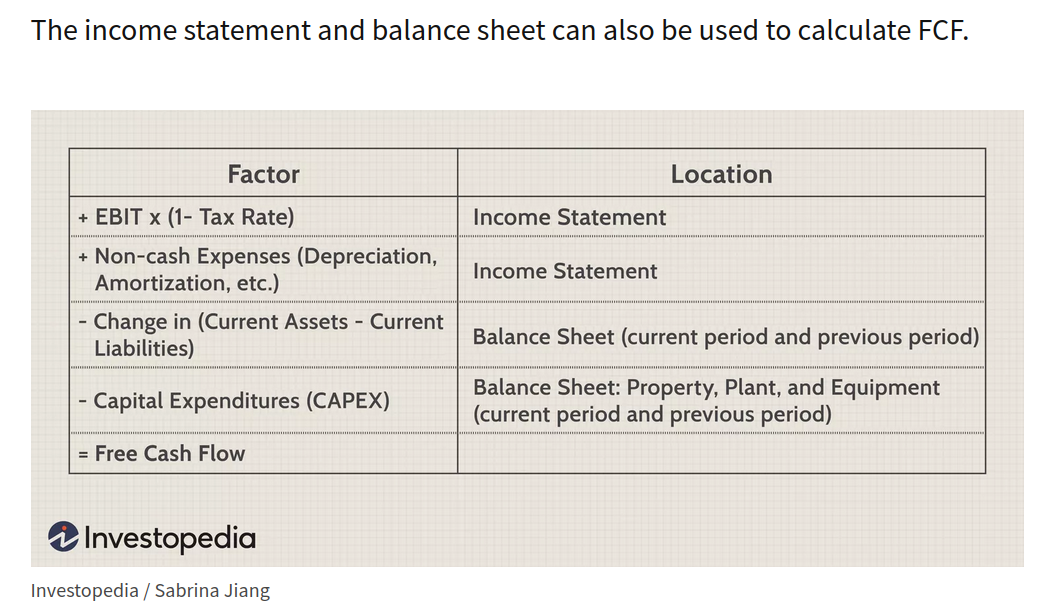 The income statement and balance sheet can also be used to calculate FCF.
Factor
Location
+ EBIT x (1- Tax Rate)
Income Statement
+ Non-cash Expenses (Depreciation,
Amortization, etc.)
Income Statement
- Change in (Current Assets - Current
Liabilities)
Balance Sheet (current period and previous period)
- Capital Expenditures (CAPEX)
Balance Sheet: Property, Plant, and Equipment
(current period and previous period)
= Free Cash Flow
Investopedia
Investopedia / Sabrina Jiang